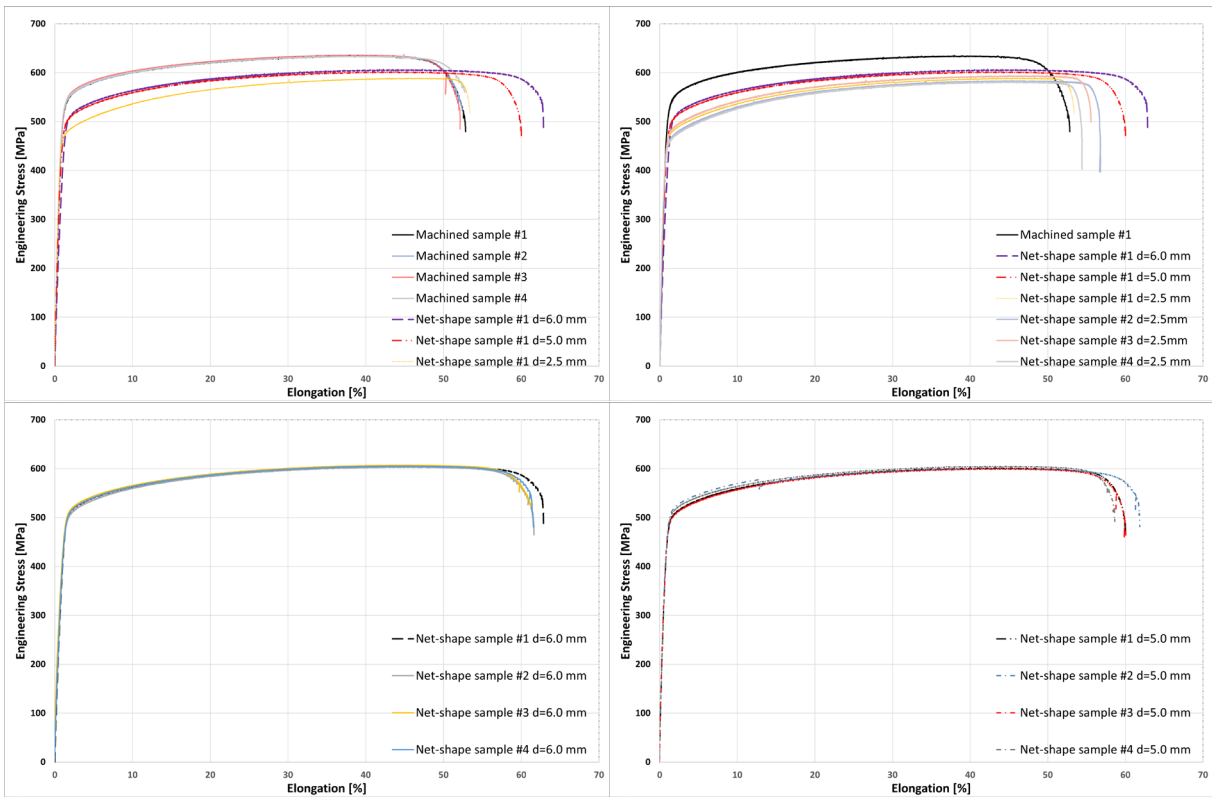 700
600
500
400
300
200
100
0
Engineering Stress [MPa]
Machined sample #1
Machined sample #2
Machined sample #3
Machined sample #4
Net-shape sample #1 d=6.0 mm
Net-shape sample #1 d=5.0 mm
Net-shape sample #1 d=2.5 mm
0 10 20 30 40 50 60 70
Elongation [%]
700
600
500
400
300
200
100
0
Engineering Stress [MPa]
Machined sample #1
Net-shape sample #1 d=6.0 mm
Net-shape sample #1 d=5.0 mm
Net-shape sample #1 d=2.5 mm
Net-shape sample #2 d=2.5mm
Net-shape sample #3 d=2.5mm
Net-shape sample #4 d=2.5 mm
0 10 20 30 40 50 60 70
Elongation [%]
700
600
500
400
300
200
100
0
Engineering Stress [MPa]
Net-shape sample #1 d=6.0 mm
Net-shape sample #2 d=6.0 mm
Net-shape sample #3 d=6.0 mm
Net-shape sample #4 d=6.0 mm
0 10 20 30 40 50 60 70
Elongation [%]
700
600
500
400
300
200
100
0
Engineering Stress [MPa]
Net-shape sample #1 d=5.0 mm
Net-shape sample #2 d=5.0 mm
Net-shape sample #3 d=5.0 mm
Net-shape sample #4 d=5.0 mm
0 10 20 30 40 50 60 70
Elongation [%]